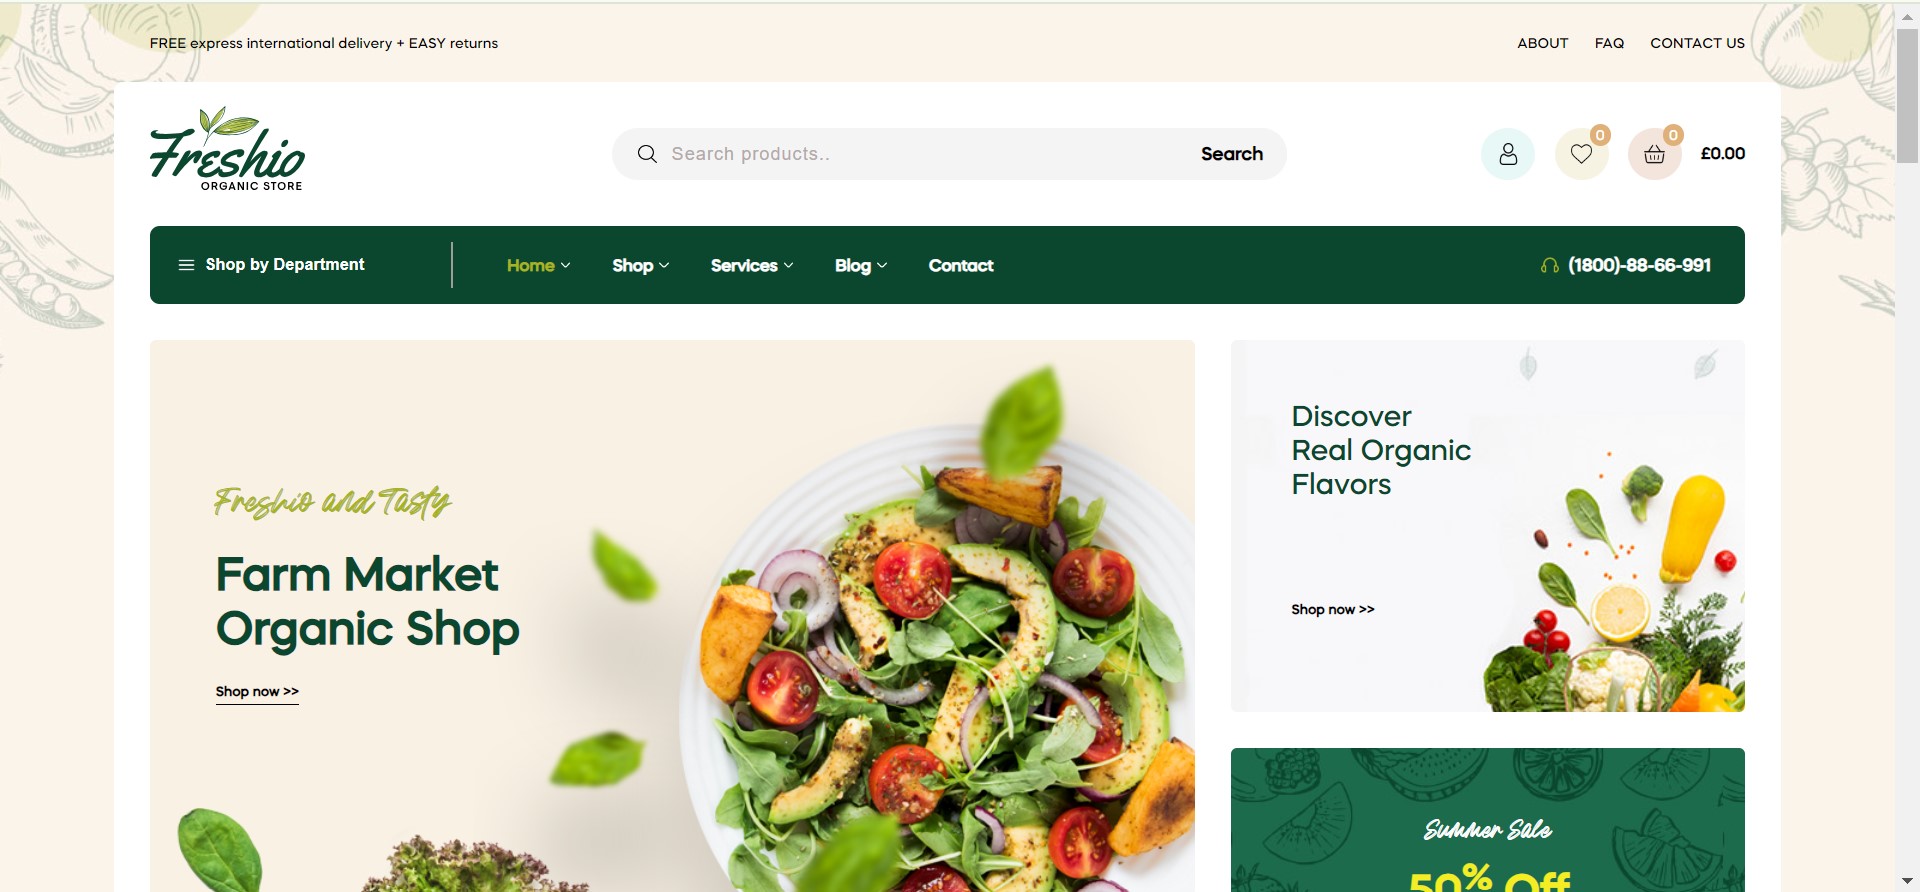 FREE express international delivery + EASY returns
ABOUT FAQ CONTACT US
Freshio
ORGANIC STORE
Search products..
Search
0
0
£0.00
Shop by Department
Home Shop Services Blog Contact
(1800)-88-66-991
Freshio and Tasty
Farm Market
Organic Shop
Shop now >>
Discover
Real Organic
Flavors
Shop now >>
Summer Sale
50% Off